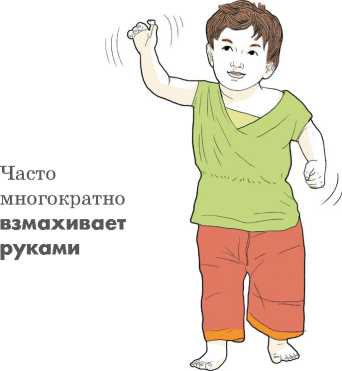 Часто
многократно
взмахивает
руками